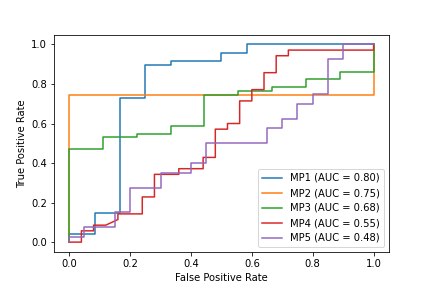 True Positive Rate
1.0
0.8
0.6
0.4
0.2
0.0
MP1 (AUC = 0.80)
MP2 (AUC = 0.75)
MP3 (AUC = 0.68)
MP4 (AUC = 0.55)
MP5 (AUC = 0.48)
0.0 0.2 0.4 0.6 0.8 1.0
False Positive Rate